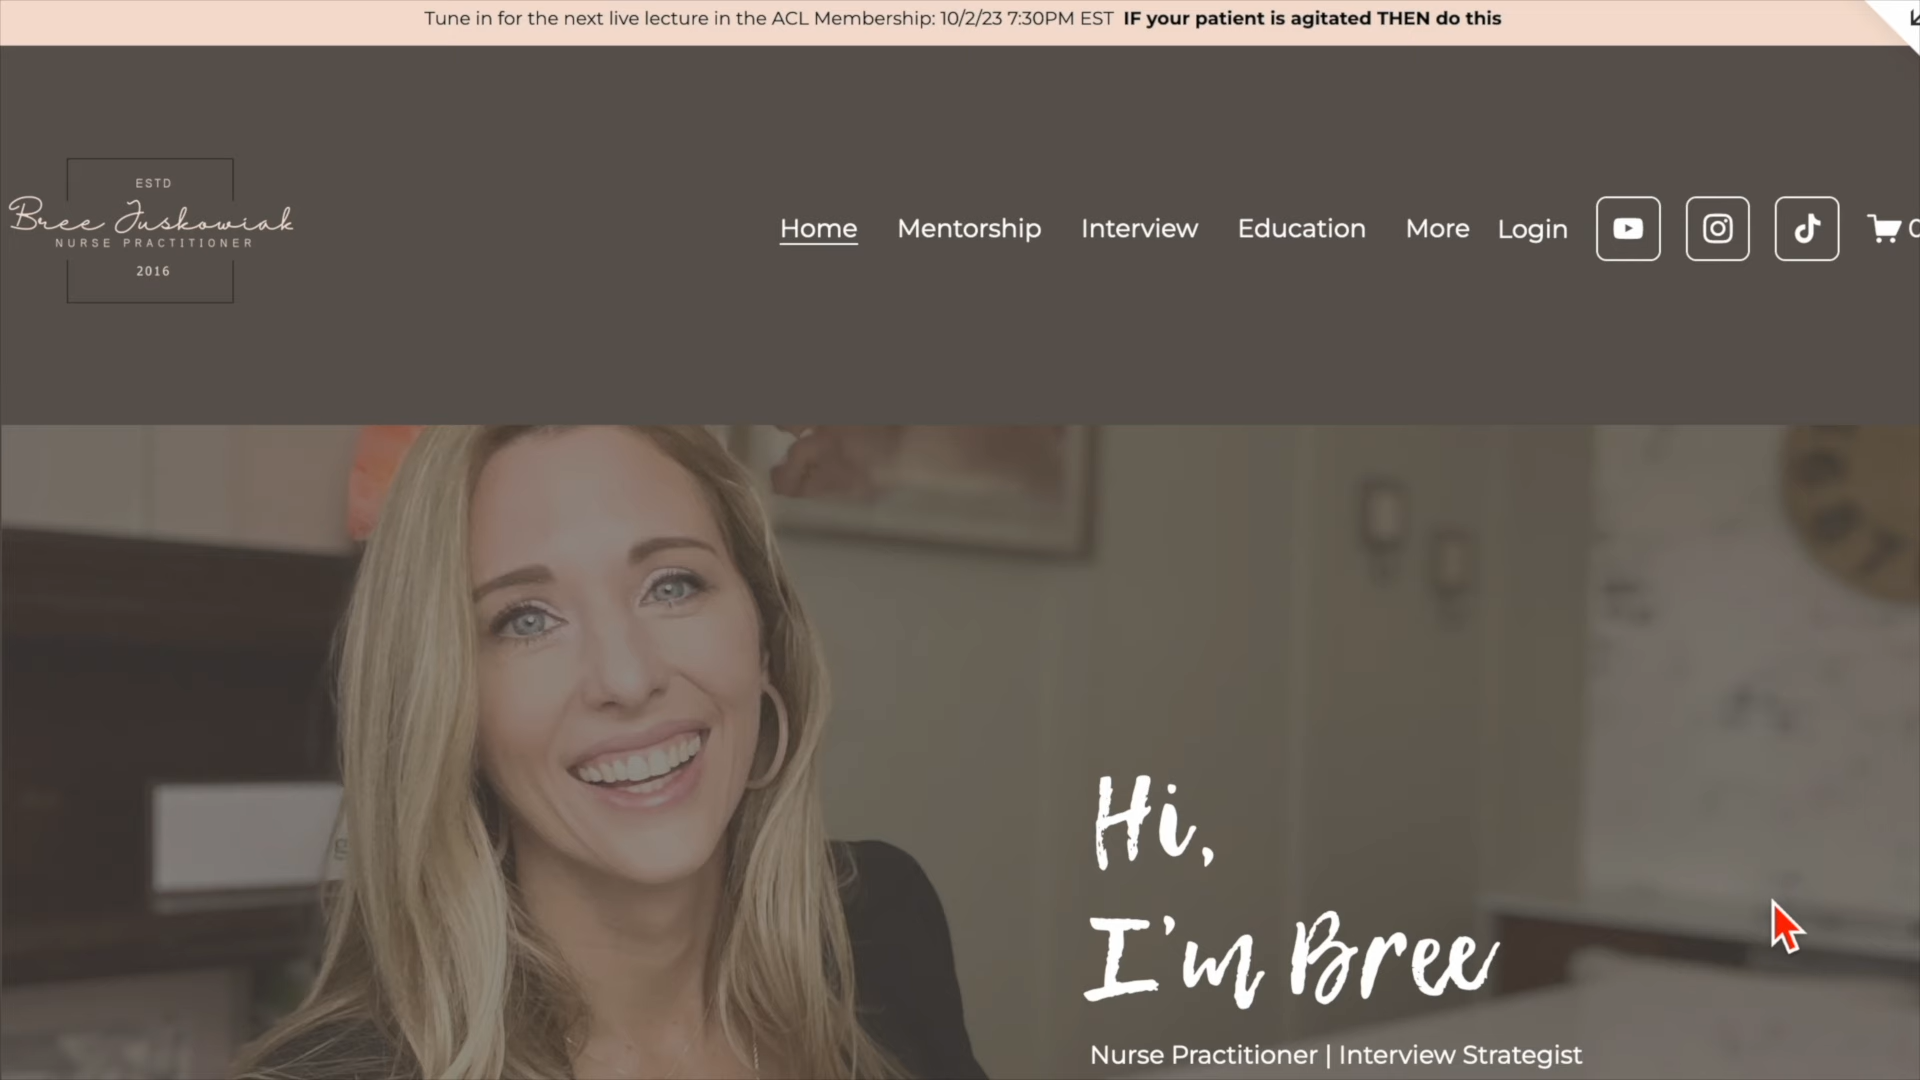 Tune in for the next live lecture in the ACL Membership: 10/2/23 7:30PM EST IF your patient is agitated THEN do this
ESTD
Bree Juskowiak
NURSE PRACTITIONER
2016
Home Mentorship Interview Education More Login
Hi,
I'm Bree
Nurse Practitioner | Interview Strategist